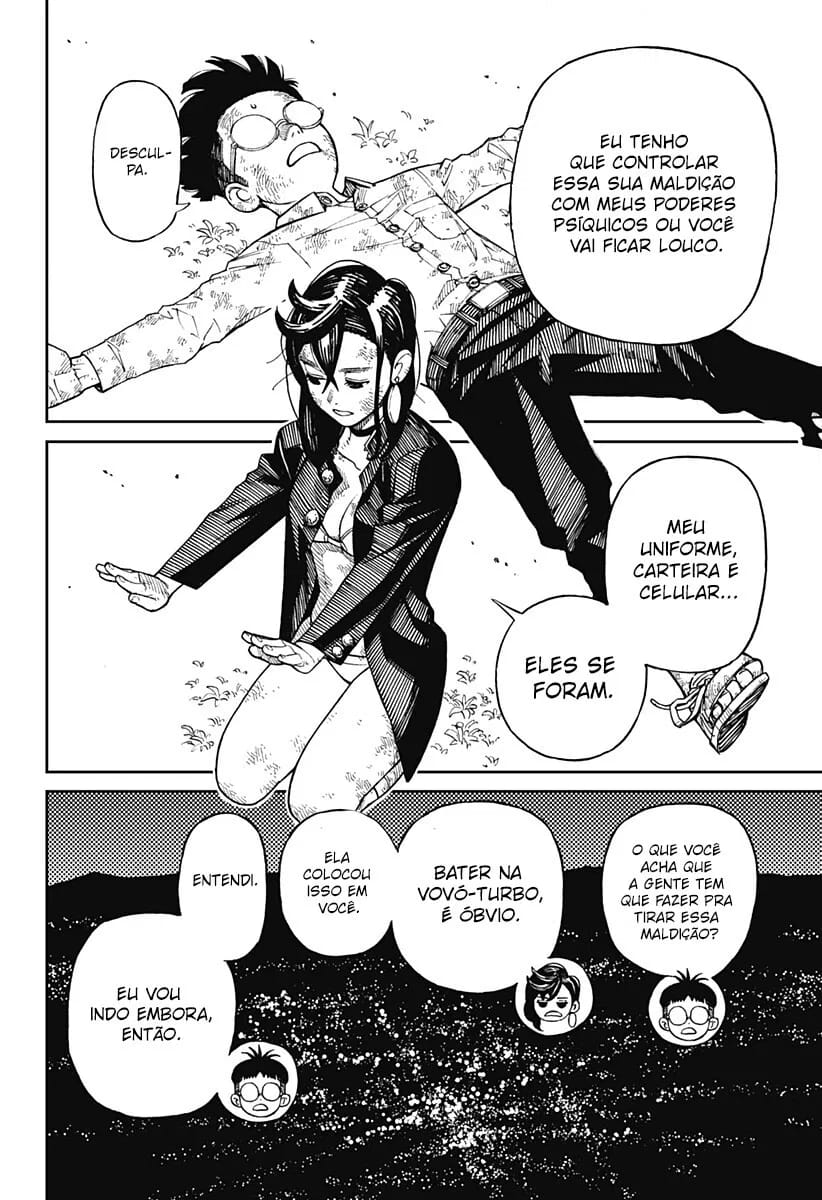 EU TENHO
QUE CONTROLAR
ESSA SUA MALDIÇÃO
COM MEUS PODERES
PSÍQUICOS OU VOCÊ
VAI FICAR LOUCO.
DESCUL-
PA.
MEU
UNIFORME,
CARTEIRA E
CELULAR...
ELES SE
FORAM.
O QUE VOCÊ
ACHA QUE
A GENTE TEM
QUE FAZER PRA
TIRAR ESSA
MALDIÇÃO?
BATER NA
VOVÓ-TURBO,
É ÓBVIO.
ELA
COLOCOU
ISSO EM
VOCÊ.
ENTENDI.
EU VOU
INDO EMBORA,
ENTÃO.